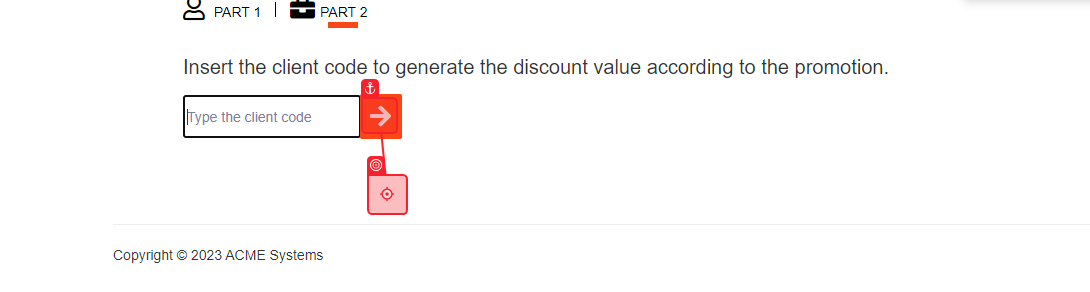 PART 1 | PART 2
Insert the client code to generate the discount value according to the promotion.
Type the client code
Copyright © 2023 ACME Systems